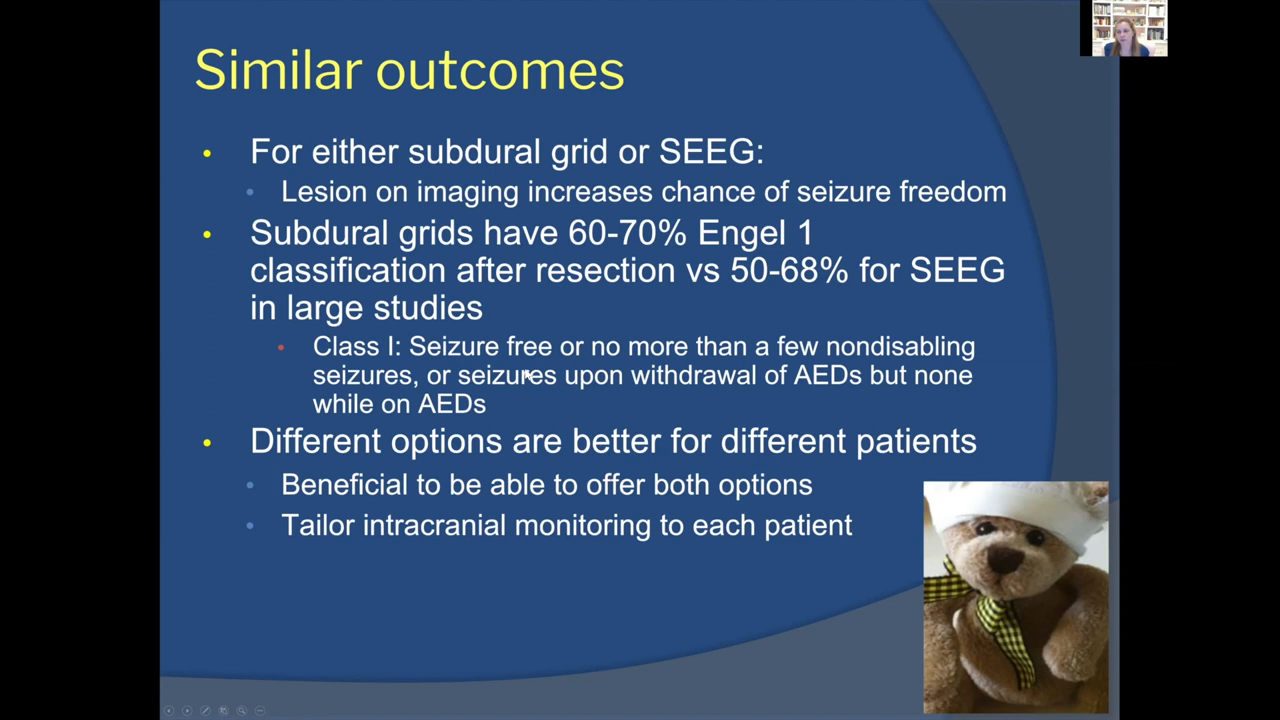 Similar outcomes
• For either subdural grid or SEEG:
• Lesion on imaging increases chance of seizure freedom
• Subdural grids have 60-70% Engel 1
classification after resection vs 50-68% for SEEG
in large studies
• Class I: Seizure free or no more than a few nondisabling
seizures, or seizures upon withdrawal of AEDs but none
while on AEDs
• Different options are better for different patients
• Beneficial to be able to offer both options
• Tailor intracranial monitoring to each patient